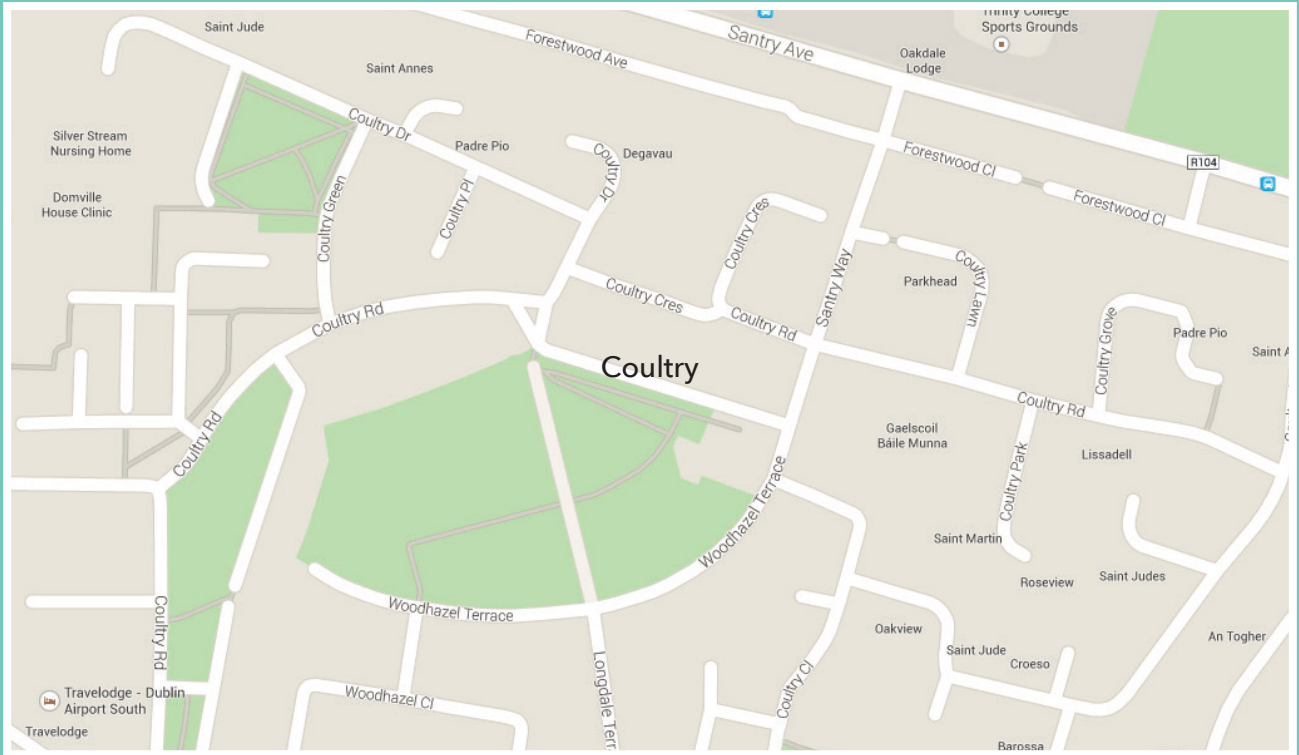 Saint Jude
Forestwood Ave
Santry Ave
Trinity College
Sports Grounds
Oakdale
Lodge
Saint Annes
Coultry Dr
Silver Stream
Nursing Home
Padre Pio
Coultry Dr
Degavau
Forestwood Cl
R104
Domville
House Clinic
Coultry Green
Coultry Pl
Coultry Cres
Forestwood Cl
Coultry Rd
Coultry Cres
Coultry Rd
Santry Way
Parkhead
Coultry Lawn
Coultry Grove
Padre Pio
Saint A
Coultry
Coultry Rd
Coultry Rd
Gaelscoil
Báile Munna
Lissadell
Coultry Park
Woodhazel Terrace
Saint Martin
Roseview
Saint Judes
Coultry Rd
Woodhazel Terrace
Oakview
Saint Jude
Croeso
An Togher
Travelodge - Dublin
Airport South
Travelodge
Woodhazel Cl
Longdale Terr
Coultry Cl
Barossa